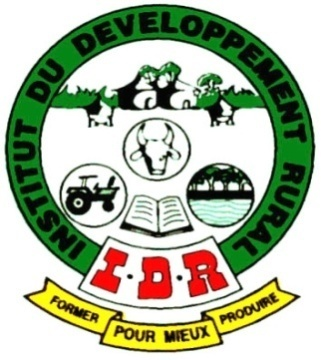 INSTITUT DU DEVELOPPEMENT RURAL
I·D·R
FORMER POUR MIEUX PRODUIRE